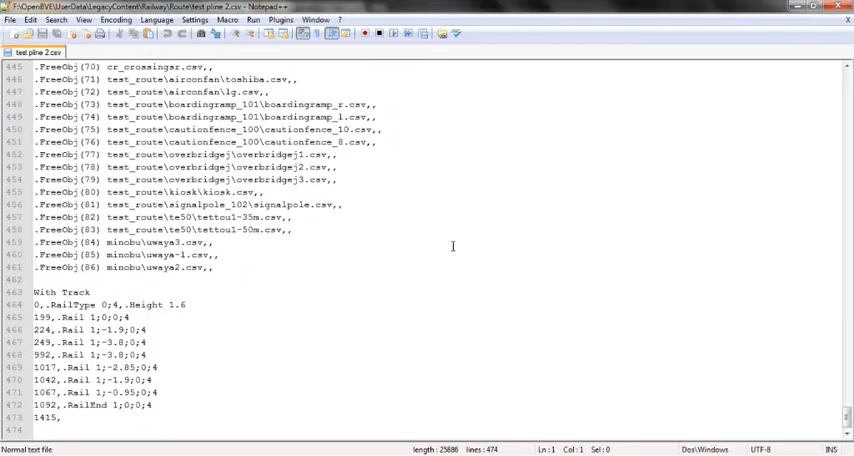 F:\OpenBVE\UserData\LegacyContent\Railway\Route\test pline 2.csv - Notepad++
File Edit Search View Encoding Language Settings Macro Run Plugins Window ?
test pline 2.csv
445 .FreeObj(70) cr_crossingsr.csv,,
446 .FreeObj(71) test_route\airconfan\toshiba.csv,,
447 .FreeObj(72) test_route\airconfan\lg.csv,,
448 .FreeObj(73) test_route\boardingramp_101\boardingramp_r.csv,,
449 .FreeObj(74) test_route\boardingramp_101\boardingramp_l.csv,,
450 .FreeObj(75) test_route\cautionfence_100\cautionfence_10.csv,,
451 .FreeObj(76) test_route\cautionfence_100\cautionfence_8.csv,,
452 .FreeObj(77) test_route\overbridgej\overbridgej1.csv,,
453 .FreeObj(78) test_route\overbridgej\overbridgej2.csv,,
454 .FreeObj(79) test_route\overbridgej\overbridgej3.csv,,
455 .FreeObj(80) test_route\kiosk\kiosk.csv,,
456 .FreeObj(81) test_route\signalpole_102\signalpole.csv,,
457 .FreeObj(82) test_route\te50\tettou1-35m.csv,,
458 .FreeObj(83) test_route\te50\tettou1-50m.csv,,
459 .FreeObj(84) minobu\uwaya3.csv,,
460 .FreeObj(85) minobu\uwaya-l.csv,,
461 .FreeObj(86) minobu\uwaya2.csv,,
462
463 With Track
464 0,.RailType 0;4,.Height 1.6
465 199,.Rail 1;0;0;4
466 224,.Rail 1;-1.9;0;4
467 249,.Rail 1;-3.8;0;4
468 992,.Rail 1;-3.8;0;4
469 1017,.Rail 1;-2.85;0;4
470 1042,.Rail 1;-1.9;0;4
471 1067,.Rail 1;-0.95;0;4
472 1092,.RailEnd 1;0;0;4
473 1415,
474
Normal text file length : 25886 lines : 474 Ln : 1 Col : 1 Sel : 0 Dos\Windows UTF-8 INS